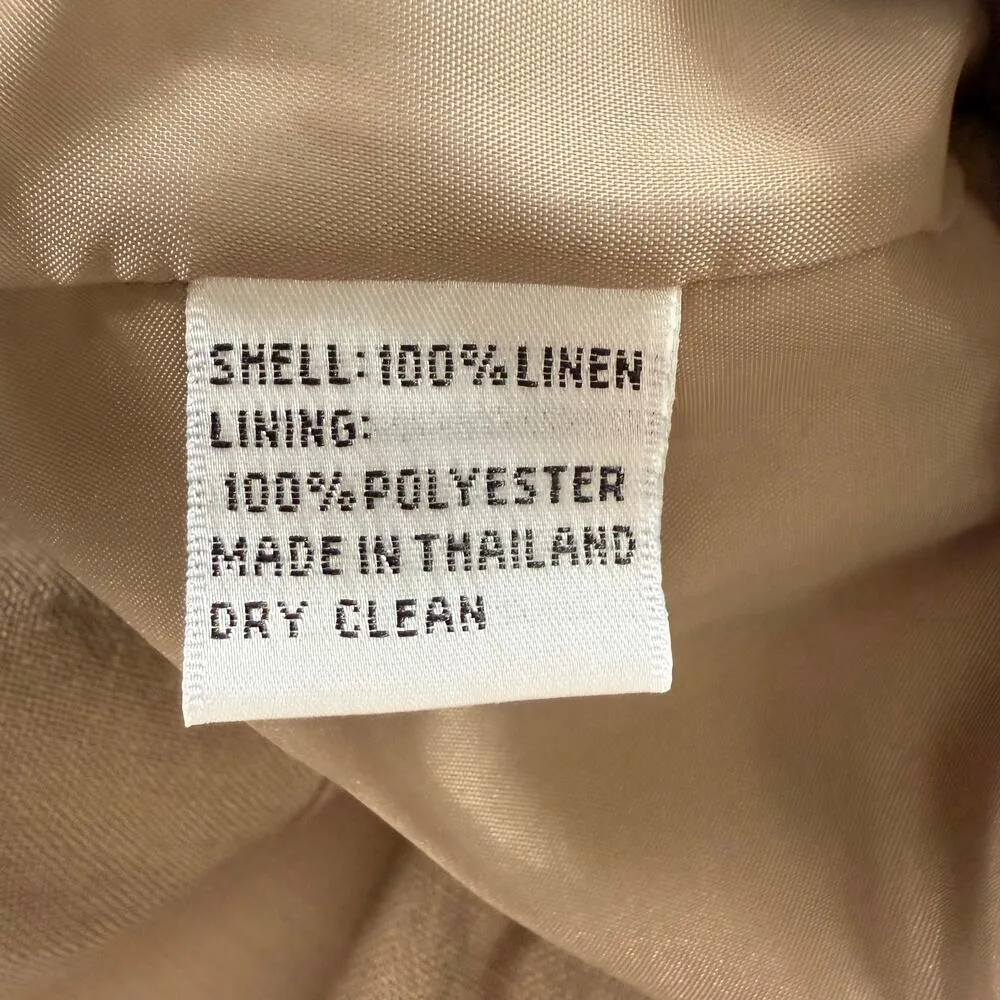 SHELL: 100% LINEN
LINING:
100% POLYESTER
MADE IN THAILAND
DRY CLEAN